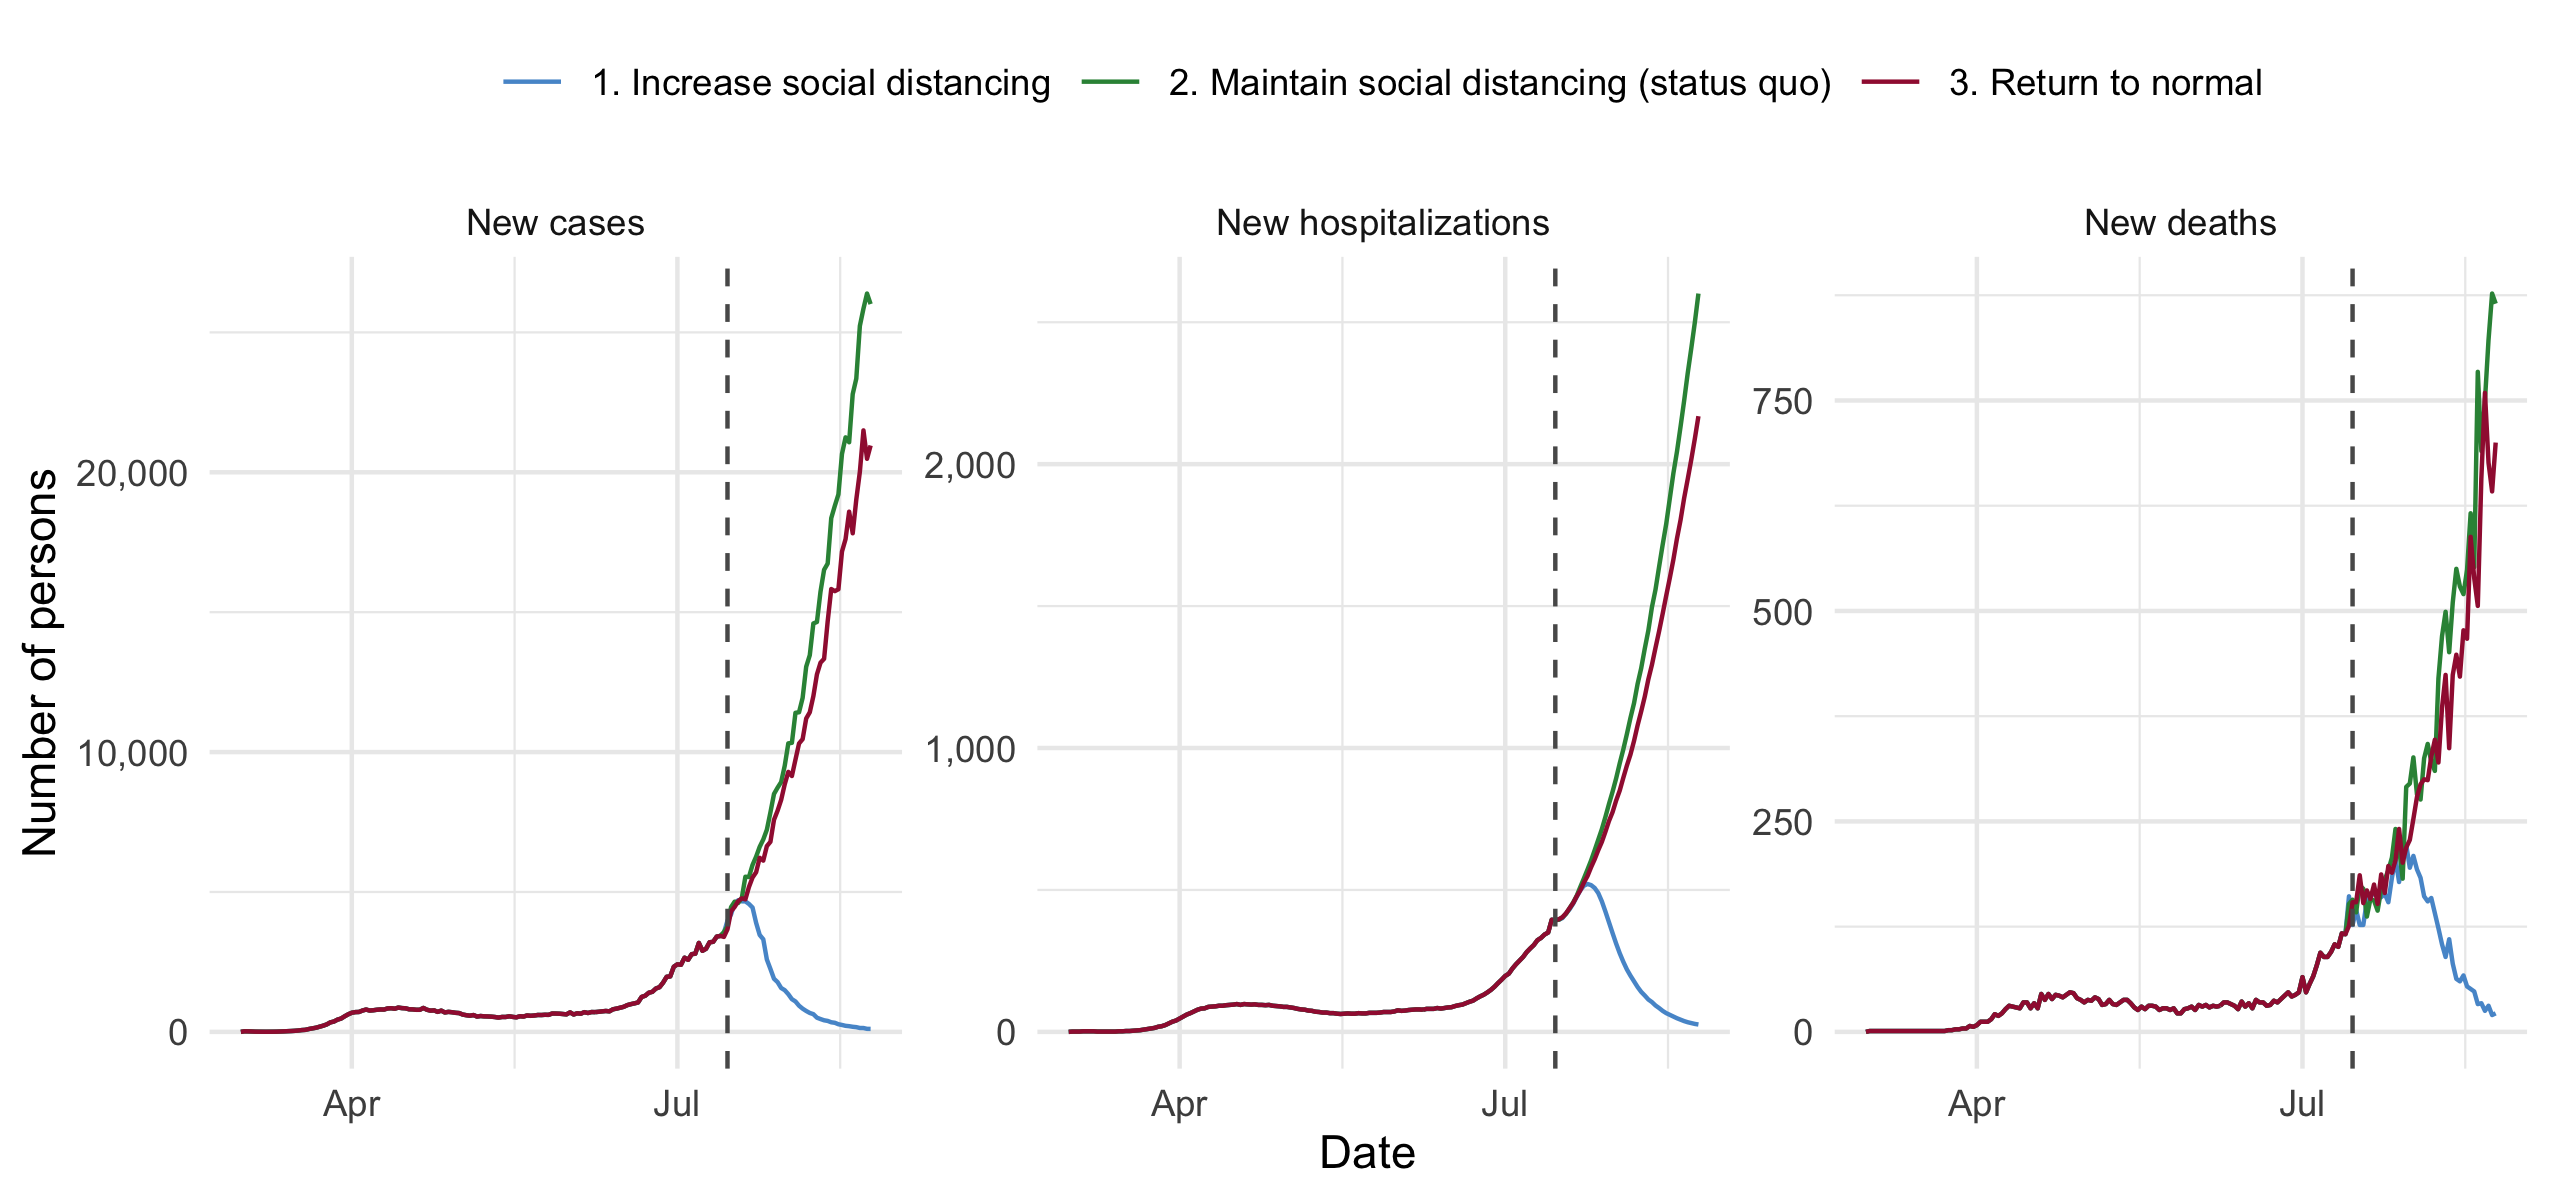 1. Increase social distancing 2. Maintain social distancing (status quo) 3. Return to normal
New cases New hospitalizations New deaths
Number of persons
20,000
10,000
0
2,000
1,000
0
750
500
250
0
Apr Jul Apr Jul Apr Jul
Date